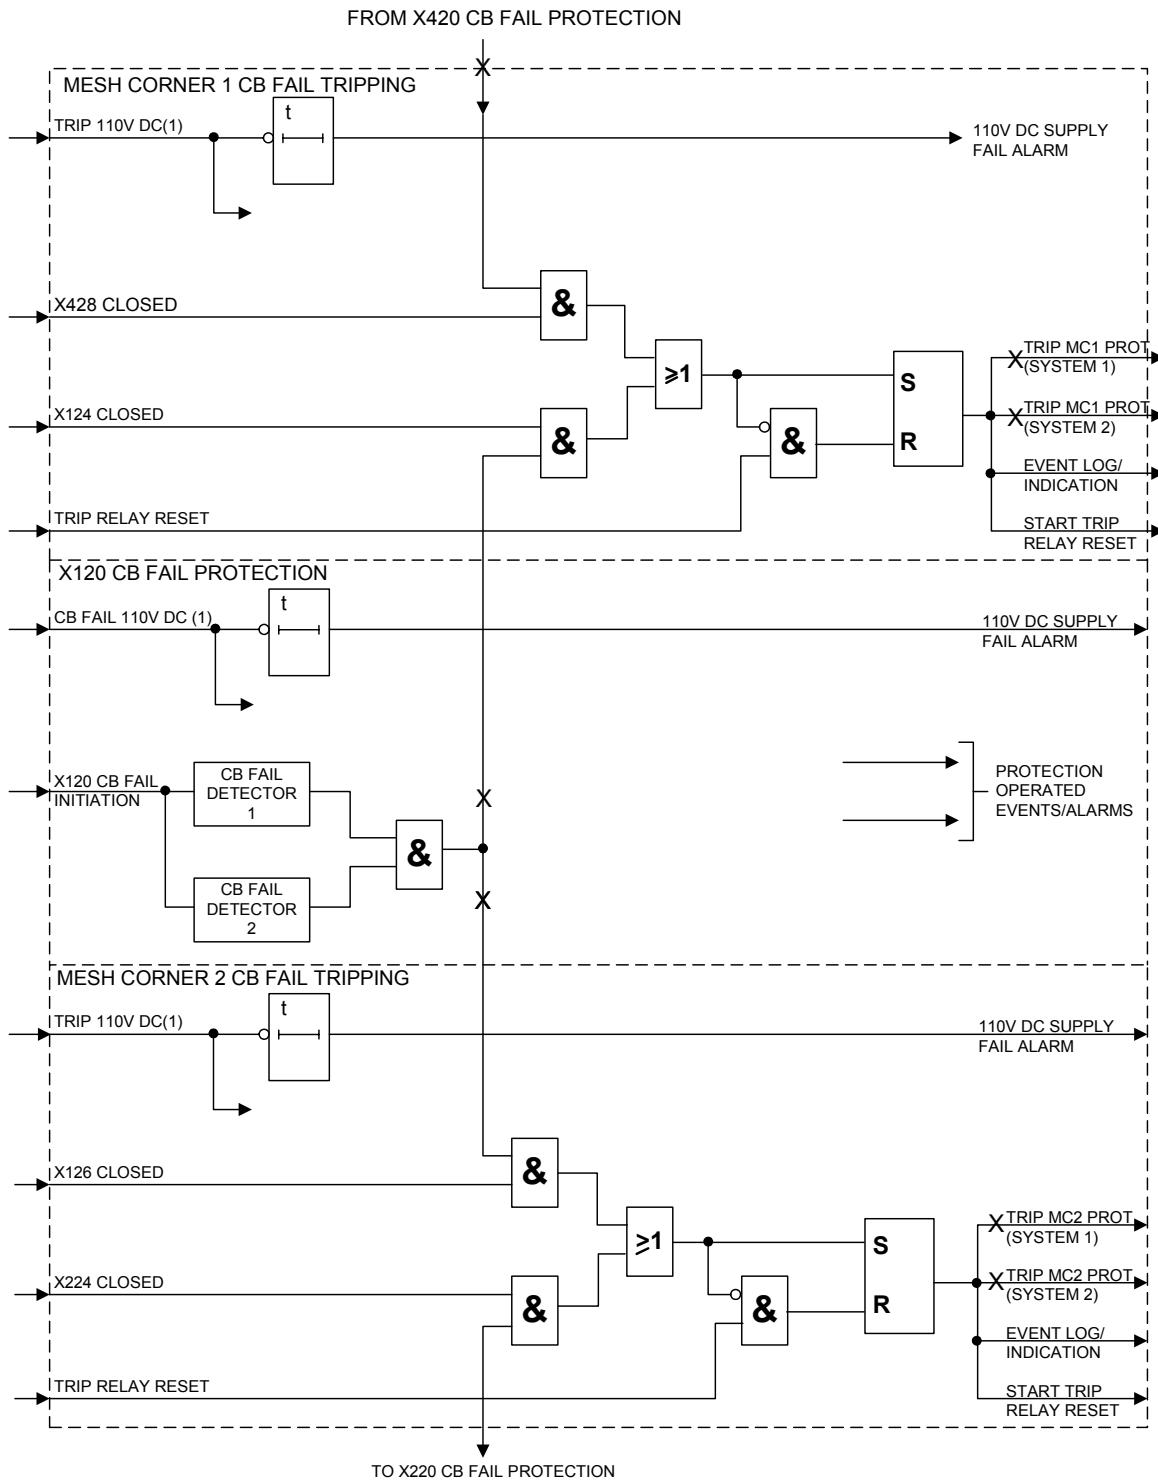 FROM X420 CB FAIL PROTECTION
X
MESH CORNER 1 CB FAIL TRIPPING
TRIP 110V DC(1)
t
110V DC SUPPLY
FAIL ALARM
X428 CLOSED
&
≥1
X124 CLOSED
&
&
S
R
X TRIP MC1 PROT
(SYSTEM 1)
X TRIP MC1 PROT
(SYSTEM 2)
EVENT LOG/
INDICATION
TRIP RELAY RESET
START TRIP
RELAY RESET
X120 CB FAIL PROTECTION
CB FAIL 110V DC (1)
t
110V DC SUPPLY
FAIL ALARM
X120 CB FAIL
INITIATION
CB FAIL
DETECTOR
1
CB FAIL
DETECTOR
2
&
X
X
PROTECTION
OPERATED
EVENTS/ALARMS
MESH CORNER 2 CB FAIL TRIPPING
TRIP 110V DC(1)
t
110V DC SUPPLY
FAIL ALARM
X126 CLOSED
&
≥1
X224 CLOSED
&
&
S
R
X TRIP MC2 PROT
(SYSTEM 1)
X TRIP MC2 PROT
(SYSTEM 2)
EVENT LOG/
INDICATION
TRIP RELAY RESET
START TRIP
RELAY RESET
TO X220 CB FAIL PROTECTION